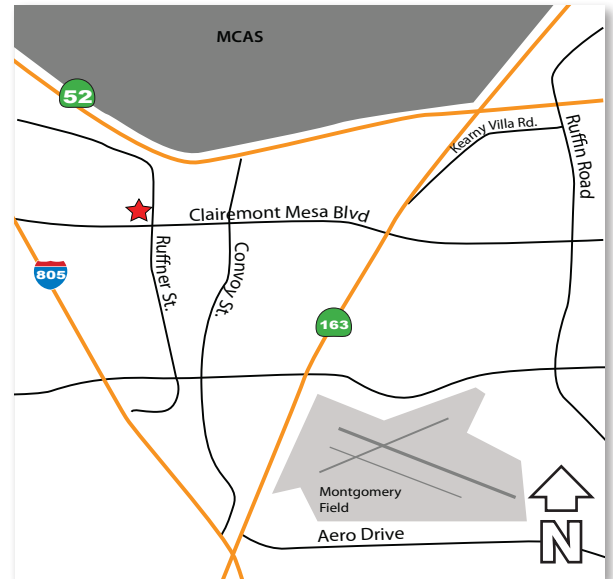 MCAS
52
Kearny Villa Rd.
Ruffin Road
Clairemont Mesa Blvd
Ruffner St.
Convoy St.
805
163
Montgomery
Field
Aero Drive
N